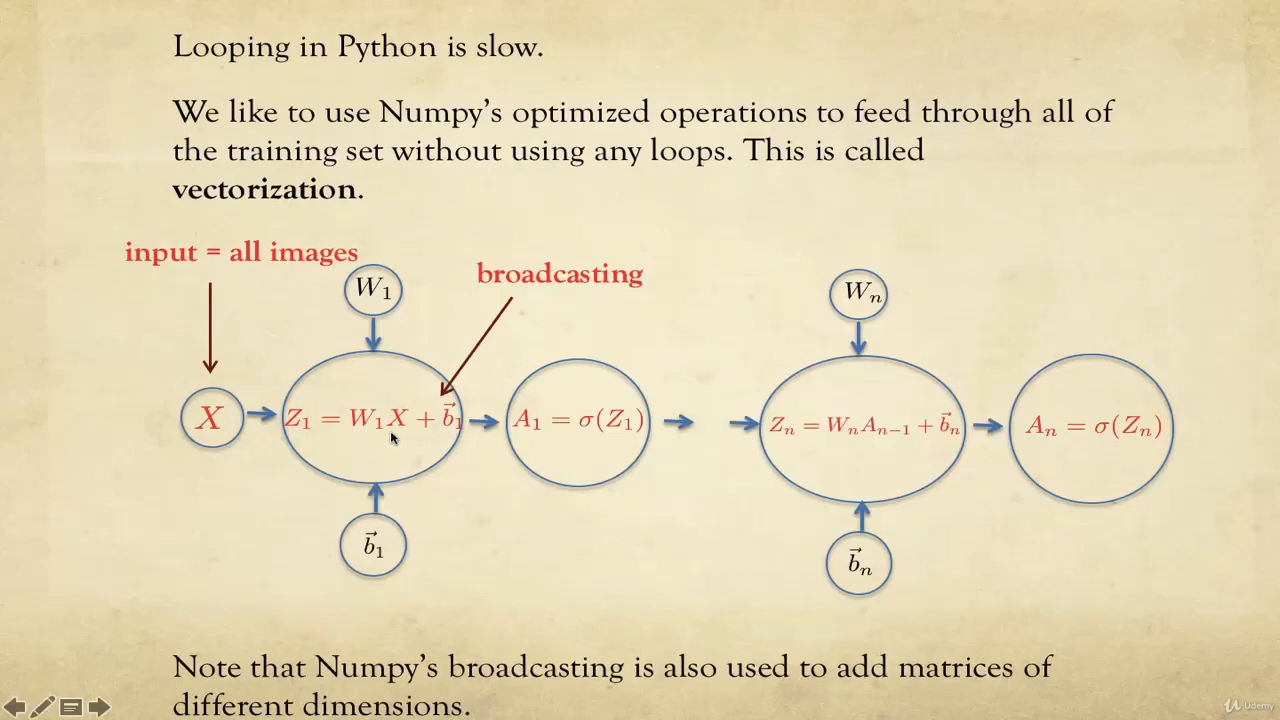 Looping in Python is slow.
We like to use Numpy's optimized operations to feed through all of
the training set without using any loops. This is called
vectorization.
input = all images
broadcasting
W₁
Wₙ
X
Z₁ = W₁X + b⃗₁
A₁ = σ(Z₁)
Zₙ = WₙAₙ₋₁ + b⃗ₙ
Aₙ = σ(Zₙ)
b⃗₁
b⃗ₙ
Note that Numpy's broadcasting is also used to add matrices of
different dimensions.
Udemy